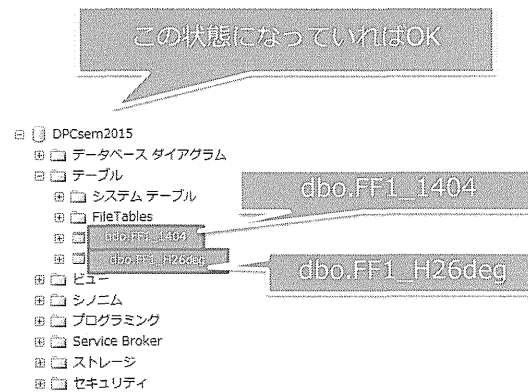 この状態になっていればOK
DPCsem2015
データベース ダイアグラム
テーブル
システム テーブル
dbo.FF1_1404
FileTables
dbo.FF1_1404
dbo.FF1_H26deg
dbo.FF1_H26deg
ビュー
シノニム
プログラミング
Service Broker
ストレージ
セキュリティ